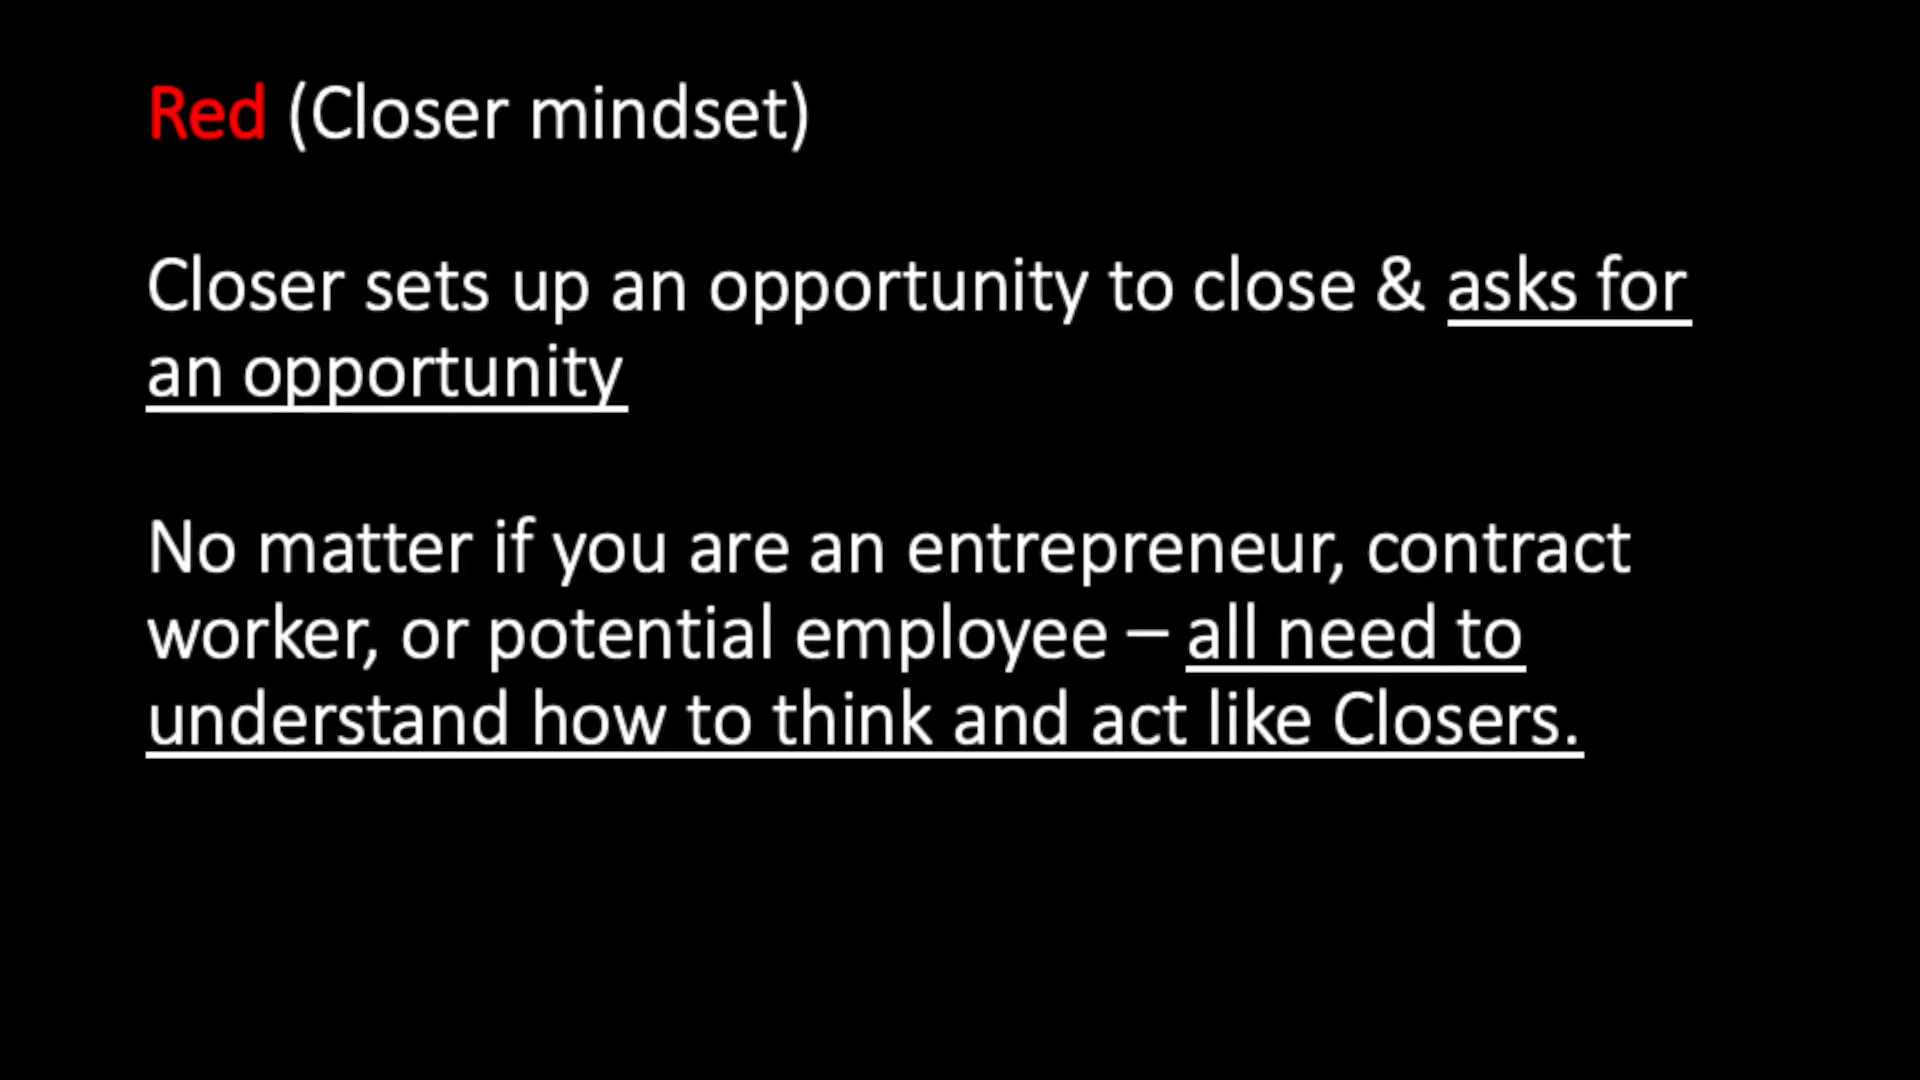 Red (Closer mindset)
Closer sets up an opportunity to close & asks for
an opportunity
No matter if you are an entrepreneur, contract
worker, or potential employee – all need to
understand how to think and act like Closers.